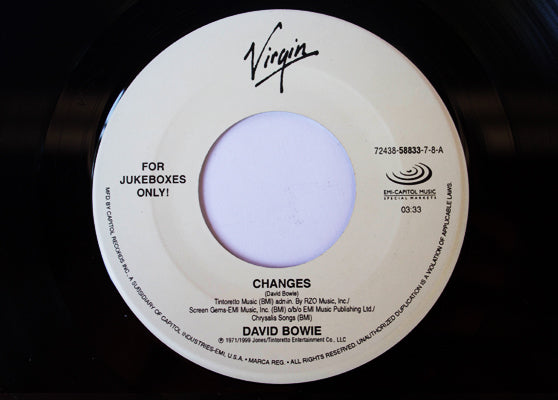 Virgin
72438-58833-7-8-A
FOR
JUKEBOXES
ONLY!
EMI-CAPITOL MUSIC
SPECIAL MARKETS
03:33
CHANGES
(David Bowie)
Tintoretto Music (BMI) admin. By RZO Music, Inc./
Screen Gems-EMI Music, Inc. (BMI) o/b/o EMI Music Publishing Ltd./
Chrysalis Songs (BMI)
DAVID BOWIE
℗ 1971/1999 Jones/Tintoretto Entertainment Co., LLC
MFD BY CAPITOL RECORDS INC., A SUBSIDIARY OF CAPITOL INDUSTRIES-EMI, U.S.A. • MARCA REG. • ALL RIGHTS RESERVED. UNAUTHORIZED DUPLICATION IS A VIOLATION OF APPLICABLE LAWS.